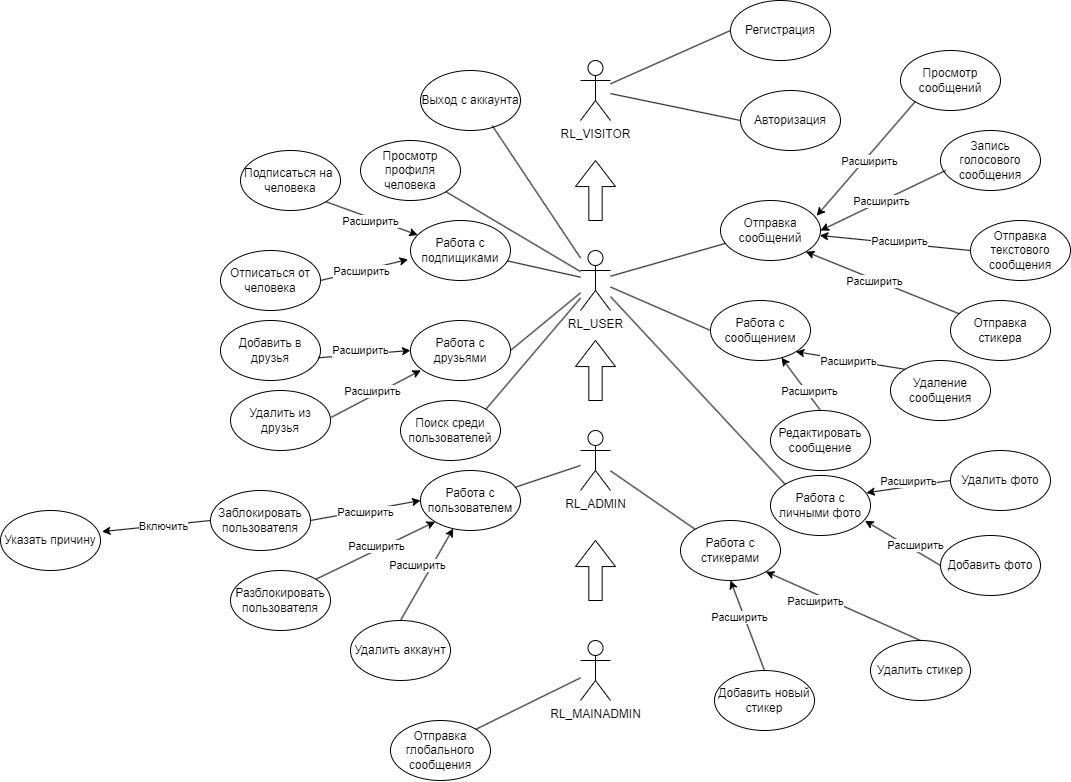 Регистрация
RL_VISITOR
Авторизация
Выход с аккаунта
Просмотр
профиля
человека
Просмотр
сообщений
Подписаться на
человека
Расширить
Работа с
подпищиками
Отписаться от
человека
Расширить
Запись
голосового
сообщения
Расширить
Расширить
Отправка
сообщений
Отправка
текстового
сообщения
Расширить
Расширить
Отправка
стикера
RL_USER
Добавить в
друзья
Расширить
Работа с
друзьями
Удалить из
друзья
Расширить
Поиск среди
пользователей
Работа с
сообщением
Расширить
Удаление
сообщения
Расширить
Редактировать
сообщение
RL_ADMIN
Работа с
пользователем
Расширить
Заблокировать
пользователя
Включить
Указать причину
Расширить
Разблокировать
пользователя
Расширить
Удалить аккаунт
Работа с
личными фото
Расширить
Удалить фото
Расширить
Добавить фото
Работа с
стикерами
Расширить
Расширить
Удалить стикер
Добавить новый
стикер
RL_MAINADMIN
Отправка
глобального
сообщения